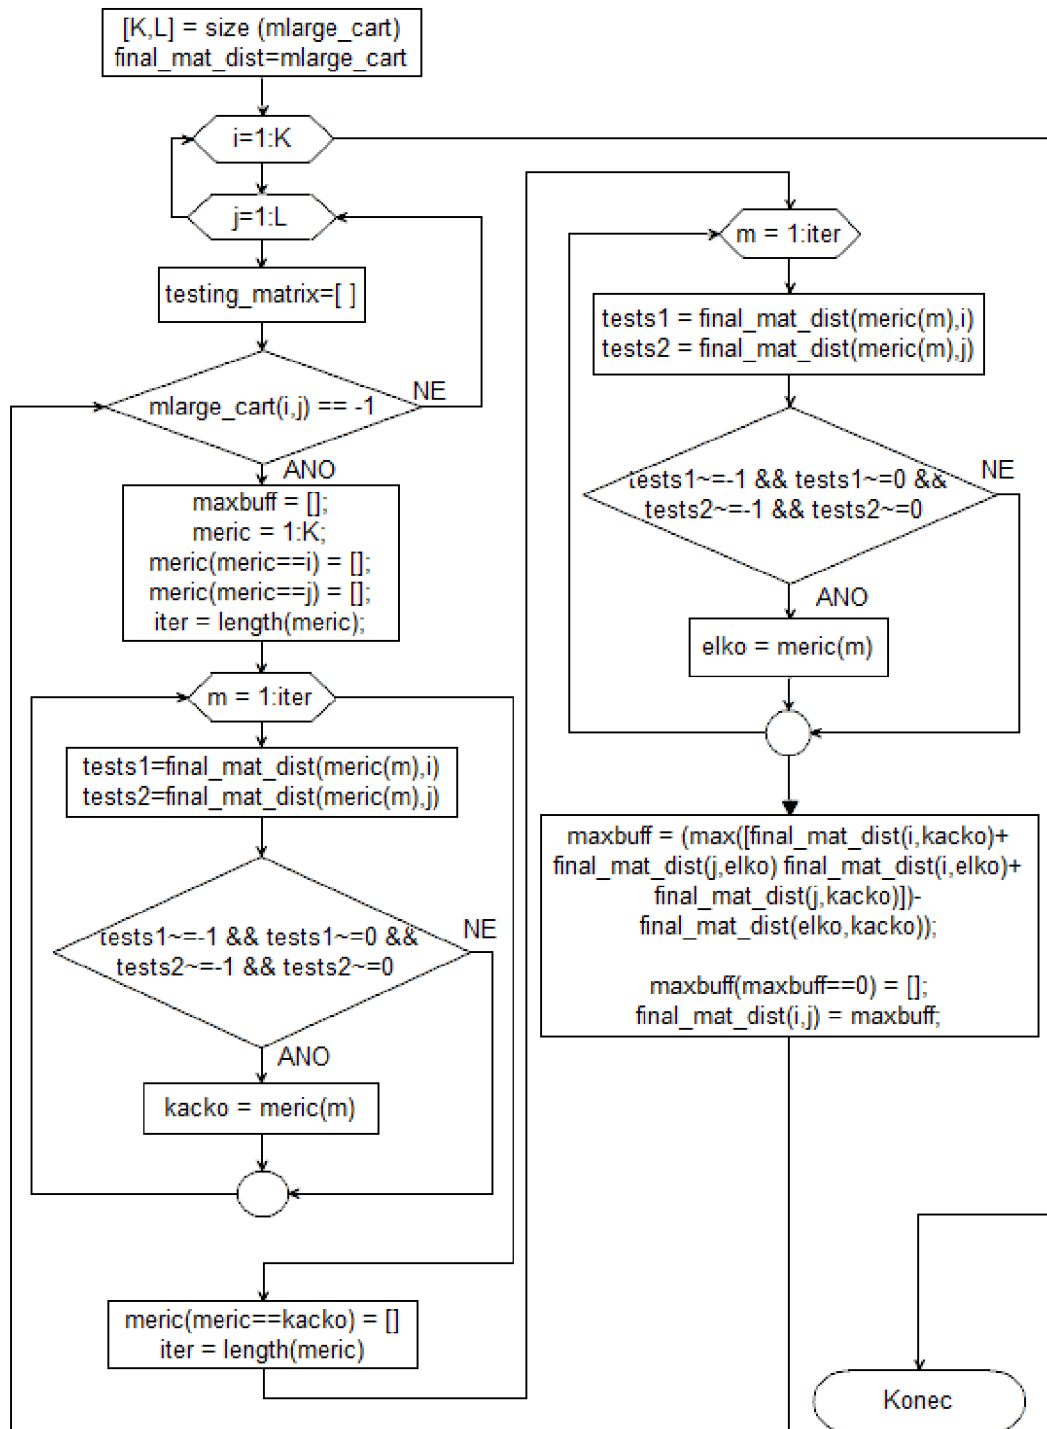 [K,L] = size (mlarge_cart)
final_mat_dist=mlarge_cart
i=1:K
j=1:L
testing_matrix=[ ]
NE
mlarge_cart(i,j) == -1
ANO
maxbuff = [];
meric = 1:K;
meric(meric==i) = [];
meric(meric==j) = [];
iter = length(meric);
m = 1:iter
tests1=final_mat_dist(meric(m),i)
tests2=final_mat_dist(meric(m),j)
NE
tests1~=-1 && tests1~=0 &&
tests2~=-1 && tests2~=0
ANO
kacko = meric(m)
meric(meric==kacko) = []
iter = length(meric)
m = 1:iter
tests1 = final_mat_dist(meric(m),i)
tests2 = final_mat_dist(meric(m),j)
NE
tests1~=-1 && tests1~=0 &&
tests2~=-1 && tests2~=0
ANO
elko = meric(m)
maxbuff = (max([final_mat_dist(i,kacko)+
final_mat_dist(j,elko) final_mat_dist(i,elko)+
final_mat_dist(j,kacko)])-
final_mat_dist(elko,kacko));
maxbuff(maxbuff==0) = [];
final_mat_dist(i,j) = maxbuff;
Konec